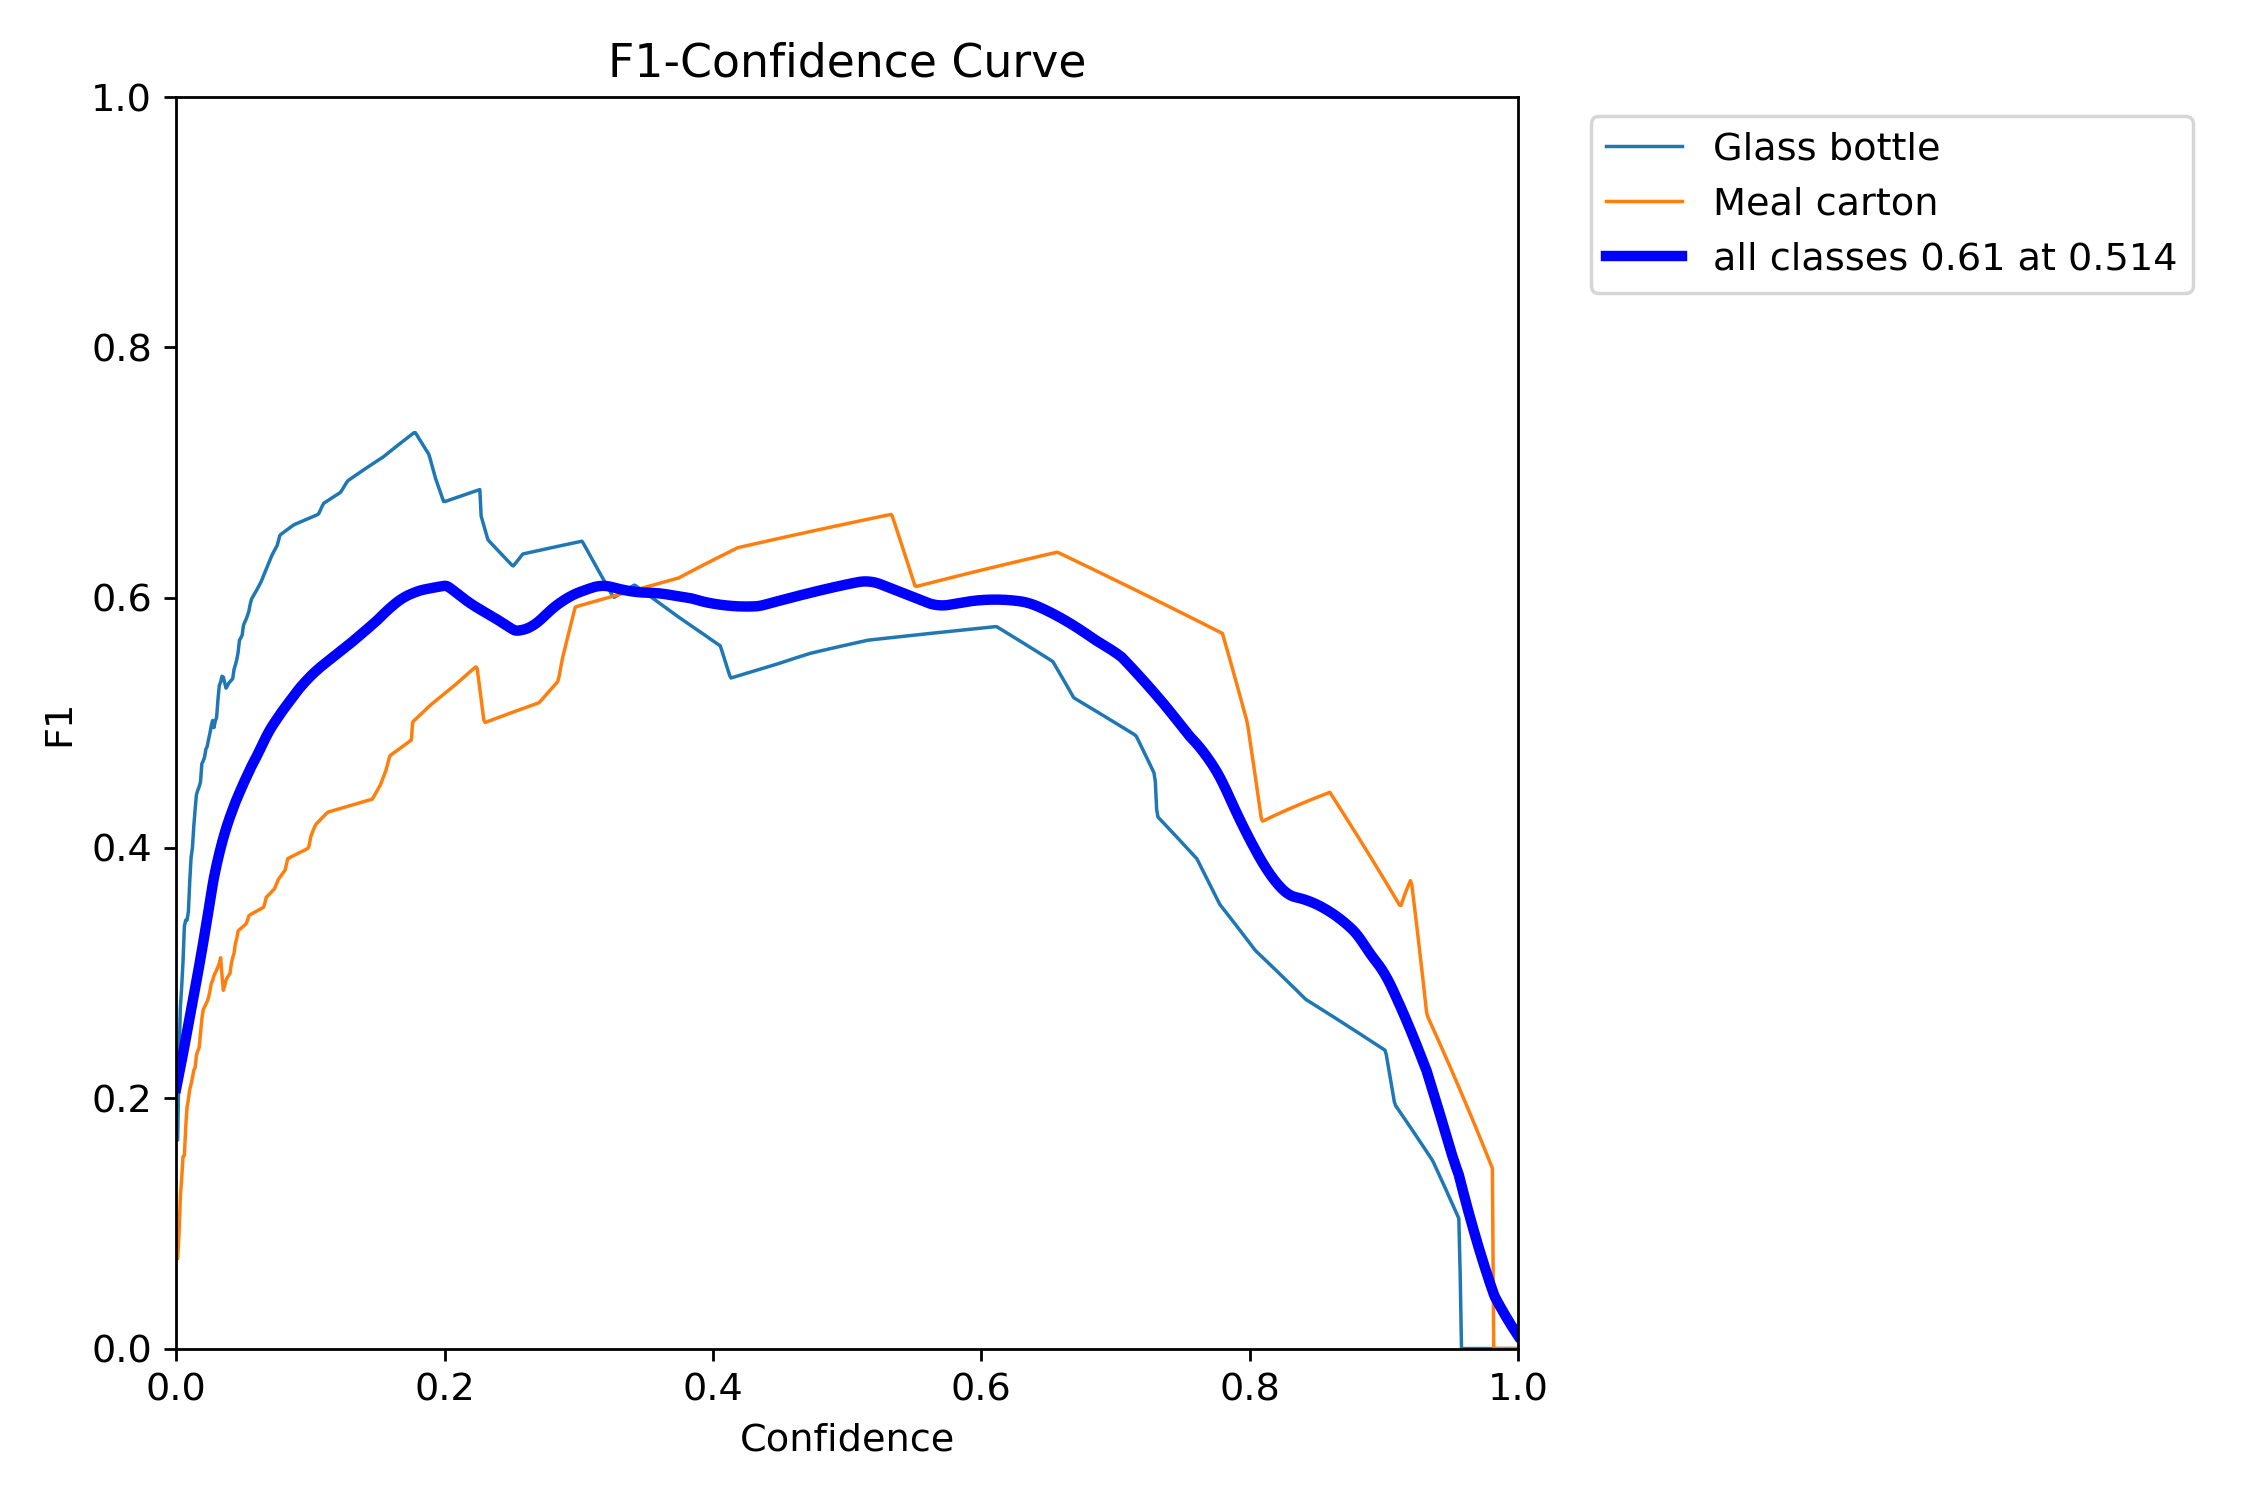 F1-Confidence Curve
1.0
0.8
0.6
0.4
0.2
0.0
F1
0.0 0.2 0.4 0.6 0.8 1.0
Confidence
Glass bottle
Meal carton
all classes 0.61 at 0.514